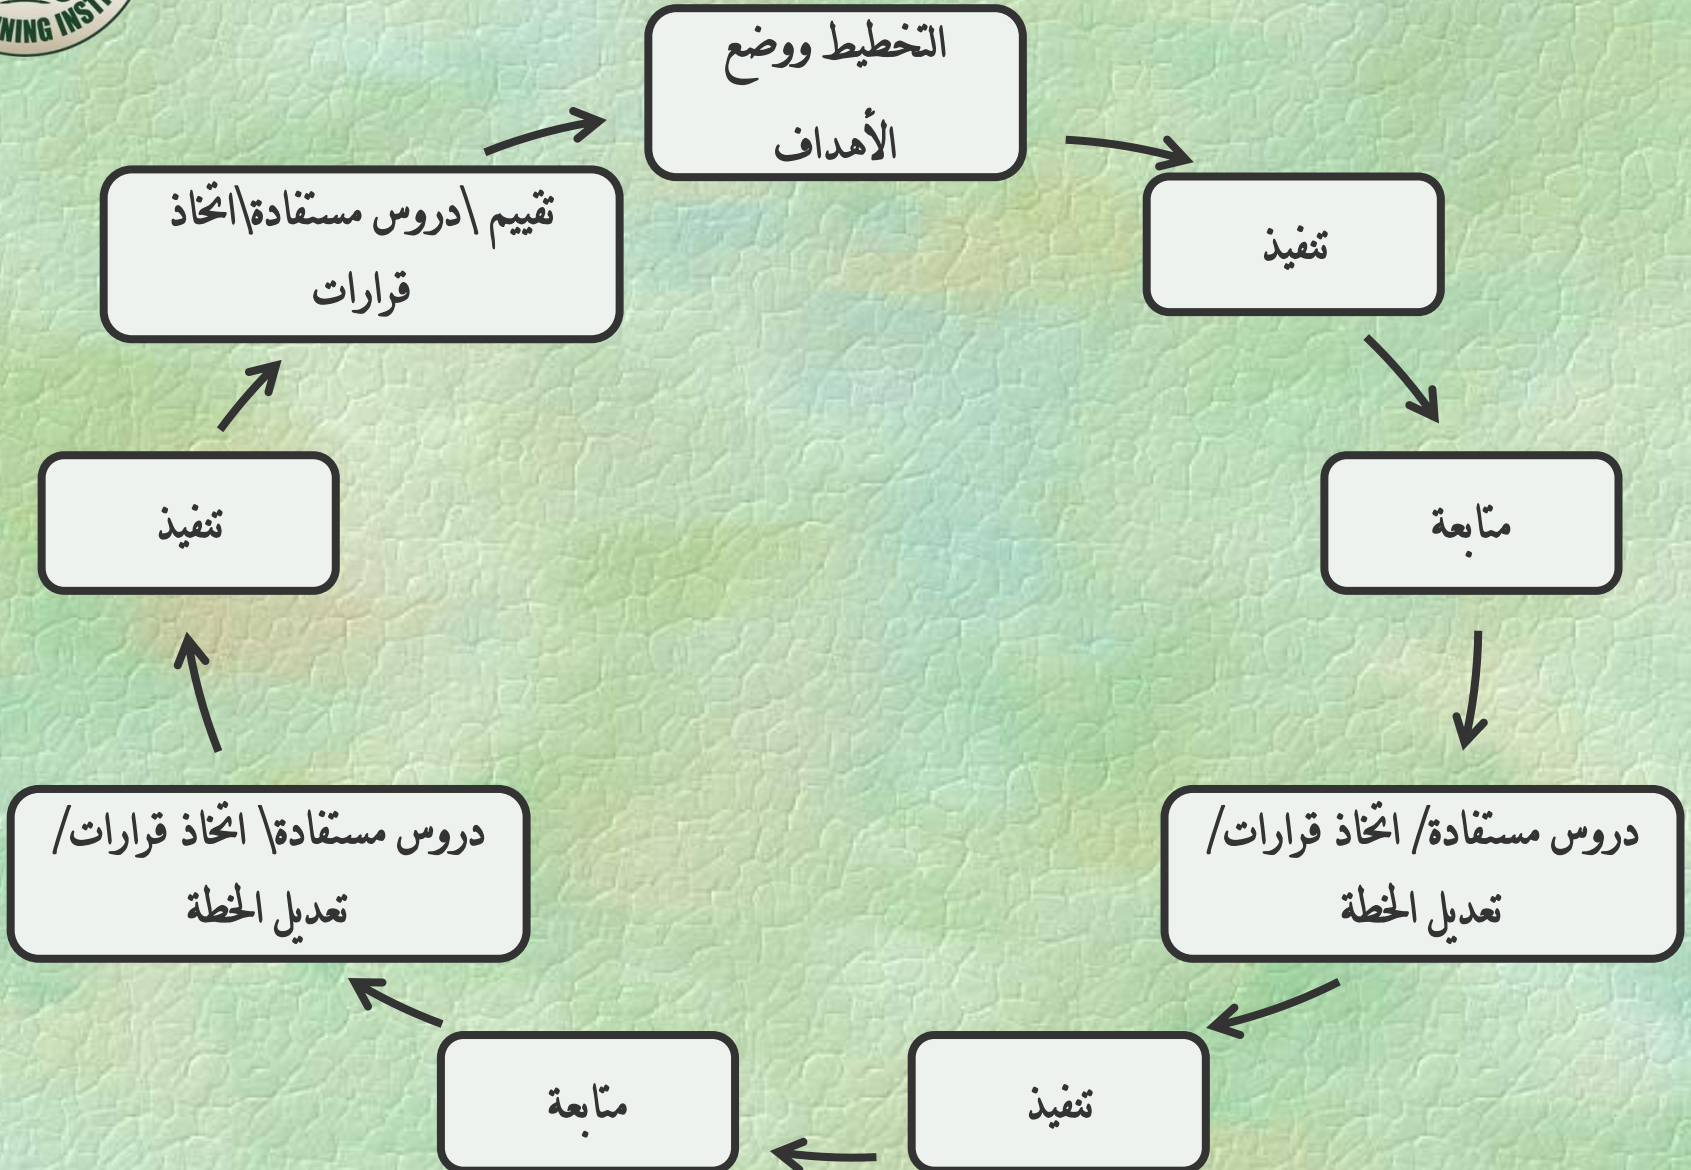 NING INST
التخطيط ووضع
الأهداف
تنفيذ
متابعة
دروس مستفادة/ اتخاذ قرارات/
تعديل الخطة
تنفيذ
متابعة
دروس مستفادة\ اتخاذ قرارات/
تعديل الخطة
تنفيذ
تقييم \دروس مستفادة\اتخاذ
قرارات